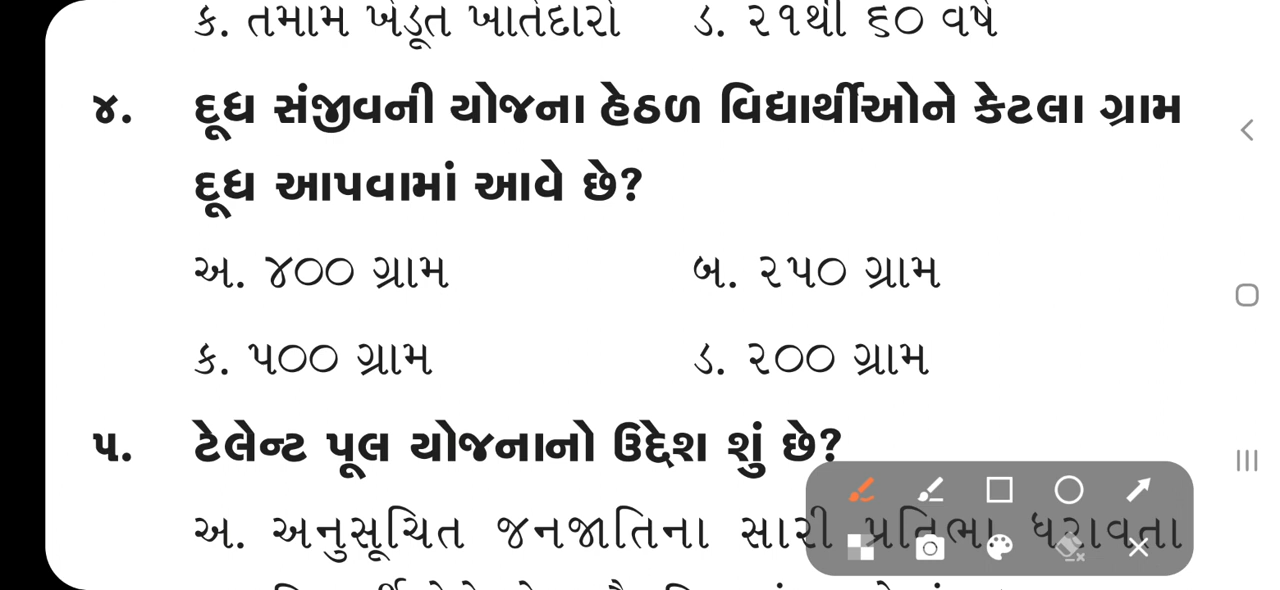 ક. તમામ ખેડૂત ખાતેદારો ડ. ૨૧થી ૬૦ વર્ષ
૪. દૂધ સંજીવની યોજના હેઠળ વિદ્યાર્થીઓને કેટલા ગ્રામ
દૂધ આપવામાં આવે છે?
અ. ૪૦૦ ગ્રામ બ. ૨૫૦ ગ્રામ
ક. ૫૦૦ ગ્રામ ડ. ૨૦૦ ગ્રામ
૫. ટેલેન્ટ પૂલ યોજનાનો ઉદ્દેશ શું છે?
અ. અનુસૂચિત જનજાતિના સારી પ્રતિભા ધરાવતા